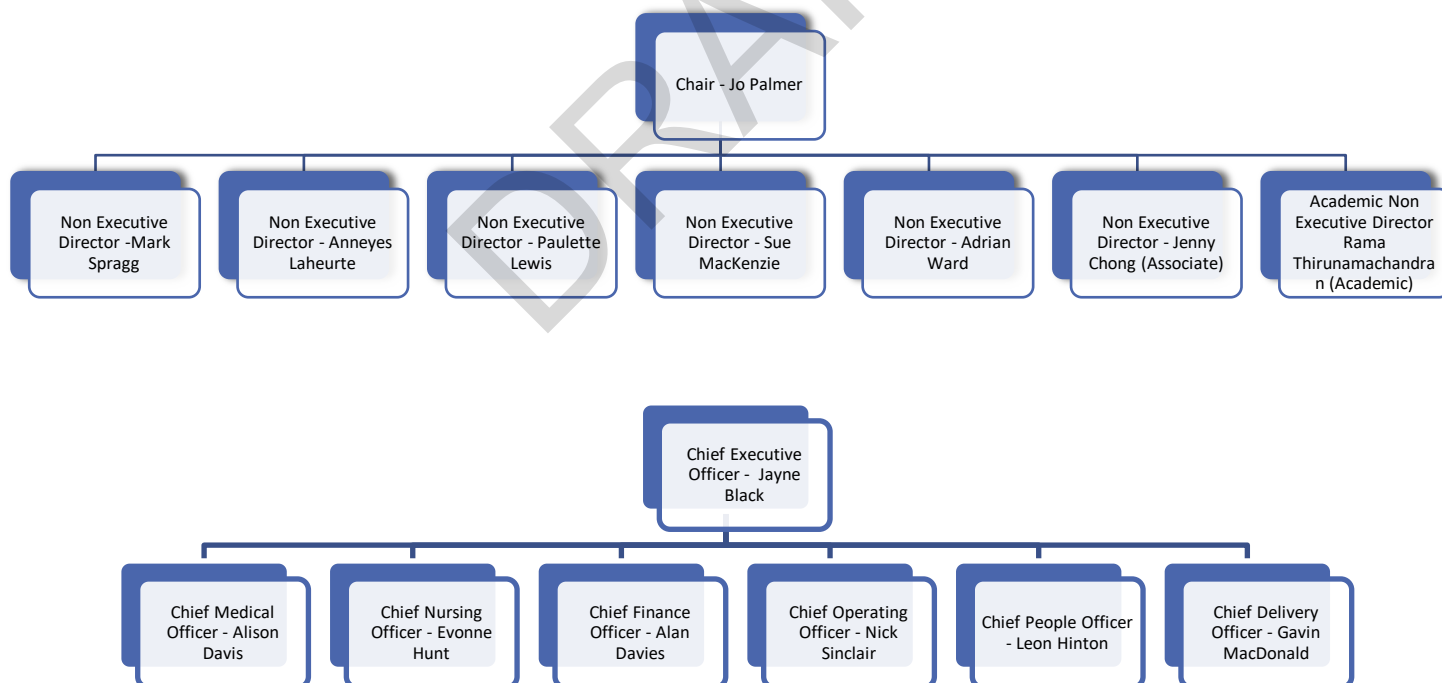 Chair - Jo Palmer
Non Executive
Director -Mark
Spragg
Non Executive
Director - Anneyes
Laheurte
Non Executive
Director - Paulette
Lewis
Non Executive
Director - Sue
MacKenzie
Non Executive
Director - Adrian
Ward
Non Executive
Director - Jenny
Chong (Associate)
Academic Non
Executive Director
Rama
Thirunamachandra
n (Academic)
Chief Executive
Officer - Jayne
Black
Chief Medical
Officer - Alison
Davis
Chief Nursing
Officer - Evonne
Hunt
Chief Finance
Officer - Alan
Davies
Chief Operating
Officer - Nick
Sinclair
Chief People Officer
- Leon Hinton
Chief Delivery
Officer - Gavin
MacDonald